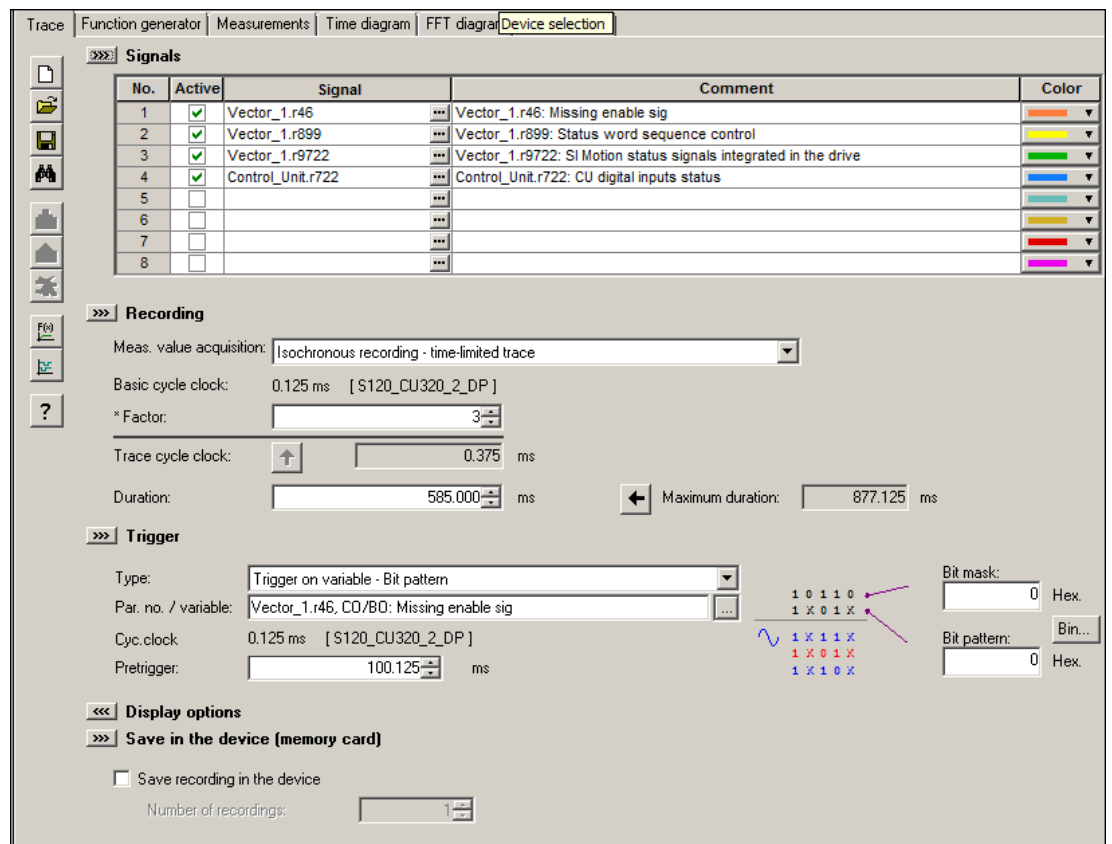 Trace Function generator Measurements Time diagram FFT diagram Device selection
Signals
No. Active Signal Comment Color
1 Vector_1.r46 ... Vector_1.r46: Missing enable sig
2 Vector_1.r899 ... Vector_1.r899: Status word sequence control
3 Vector_1.r9722 ... Vector_1.r9722: SI Motion status signals integrated in the drive
4 Control_Unit.r722 ... Control_Unit.r722: CU digital inputs status
5 ...
6 ...
7 ...
8 ...
Recording
Meas. value acquisition: Isochronous recording - time-limited trace
Basic cycle clock: 0.125 ms [ S120_CU320_2_DP ]
* Factor: 3
Trace cycle clock: 0.375 ms
Duration: 585.000 ms Maximum duration: 877.125 ms
Trigger
Type: Trigger on variable - Bit pattern
Par. no. / variable: Vector_1.r46, CO/BO: Missing enable sig ...
Cyc.clock 0.125 ms [ S120_CU320_2_DP ]
Pretrigger: 100.125 ms
1 0 1 1 0
1 X 0 1 X
1 X 1 1 X
1 X 0 1 X
1 X 1 0 X
Bit mask:
0 Hex.
Bin...
Bit pattern:
0 Hex.
Display options
Save in the device (memory card)
Save recording in the device
Number of recordings: 1
F(x)
?